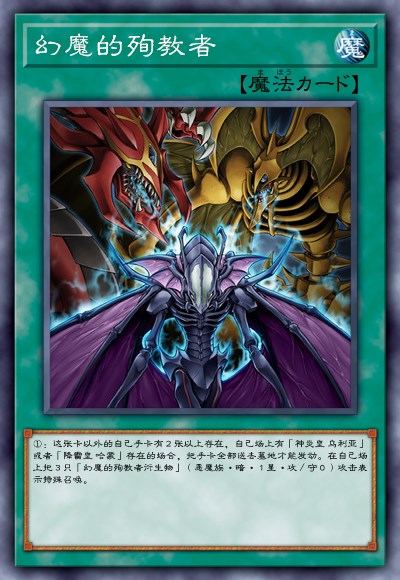 幻魔的殉教者
魔
【魔法カード】
ま ほう
①：这张卡以外的自己手卡有２张以上存在，自己场上有「神炎皇 乌利亚」
或者「降雷皇 哈蒙」存在的场合，把手卡全部送去墓地才能发动。在自己场
上把３只「幻魔的殉教者衍生物」（恶魔族·暗·１星·攻／守０）攻击表
示特殊召唤。